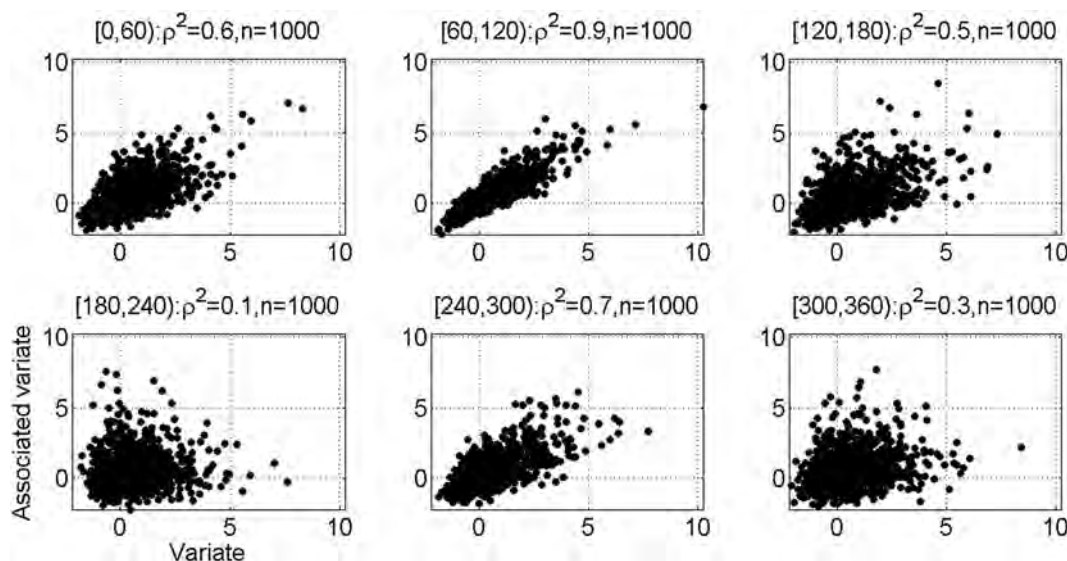 [0,60):ρ²=0.6,n=1000
[60,120):ρ²=0.9,n=1000
[120,180):ρ²=0.5,n=1000
10
5
0
0 5 10
10
5
0
0 5 10
10
5
0
0 5 10
[180,240):ρ²=0.1,n=1000
[240,300):ρ²=0.7,n=1000
[300,360):ρ²=0.3,n=1000
Associated variate
10
5
0
0 5 10
Variate
10
5
0
0 5 10
10
5
0
0 5 10